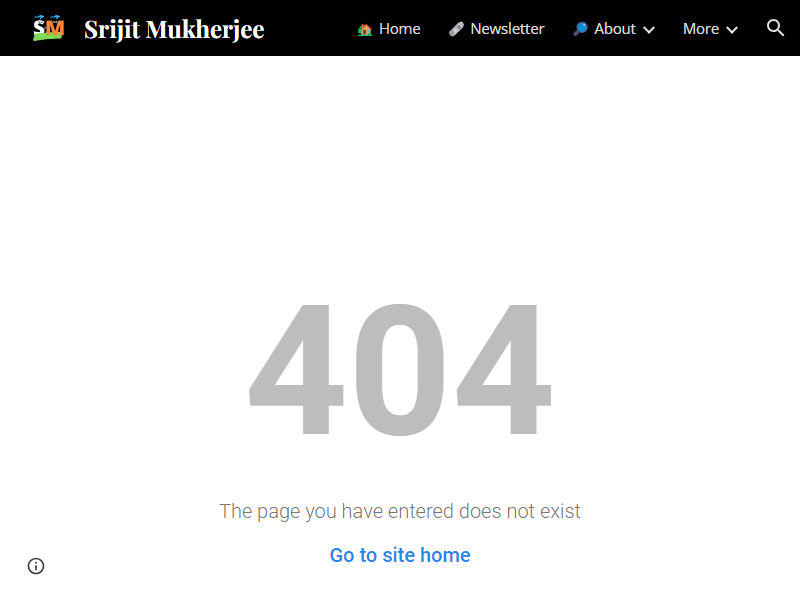 SM
Srijit Mukherjee
Home
Newsletter
About
More
404
The page you have entered does not exist
Go to site home